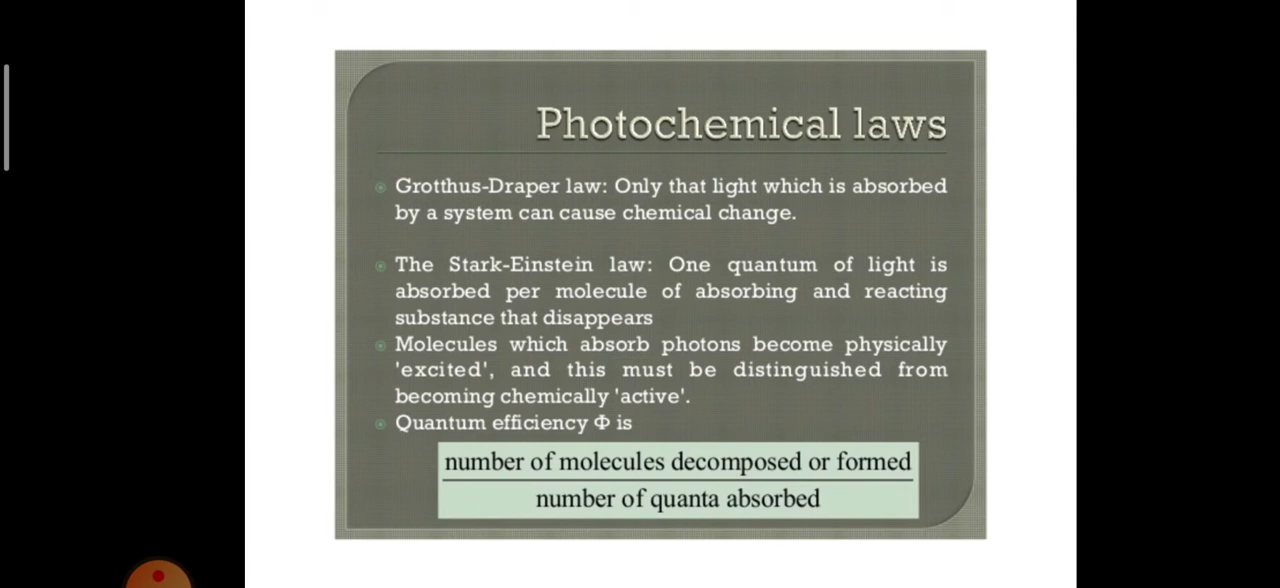 Photochemical laws
Grotthus-Draper law: Only that light which is absorbed
by a system can cause chemical change.
The Stark-Einstein law: One quantum of light is
absorbed per molecule of absorbing and reacting
substance that disappears
Molecules which absorb photons become physically
'excited', and this must be distinguished from
becoming chemically 'active'.
Quantum efficiency Φ is
number of molecules decomposed or formed
number of quanta absorbed